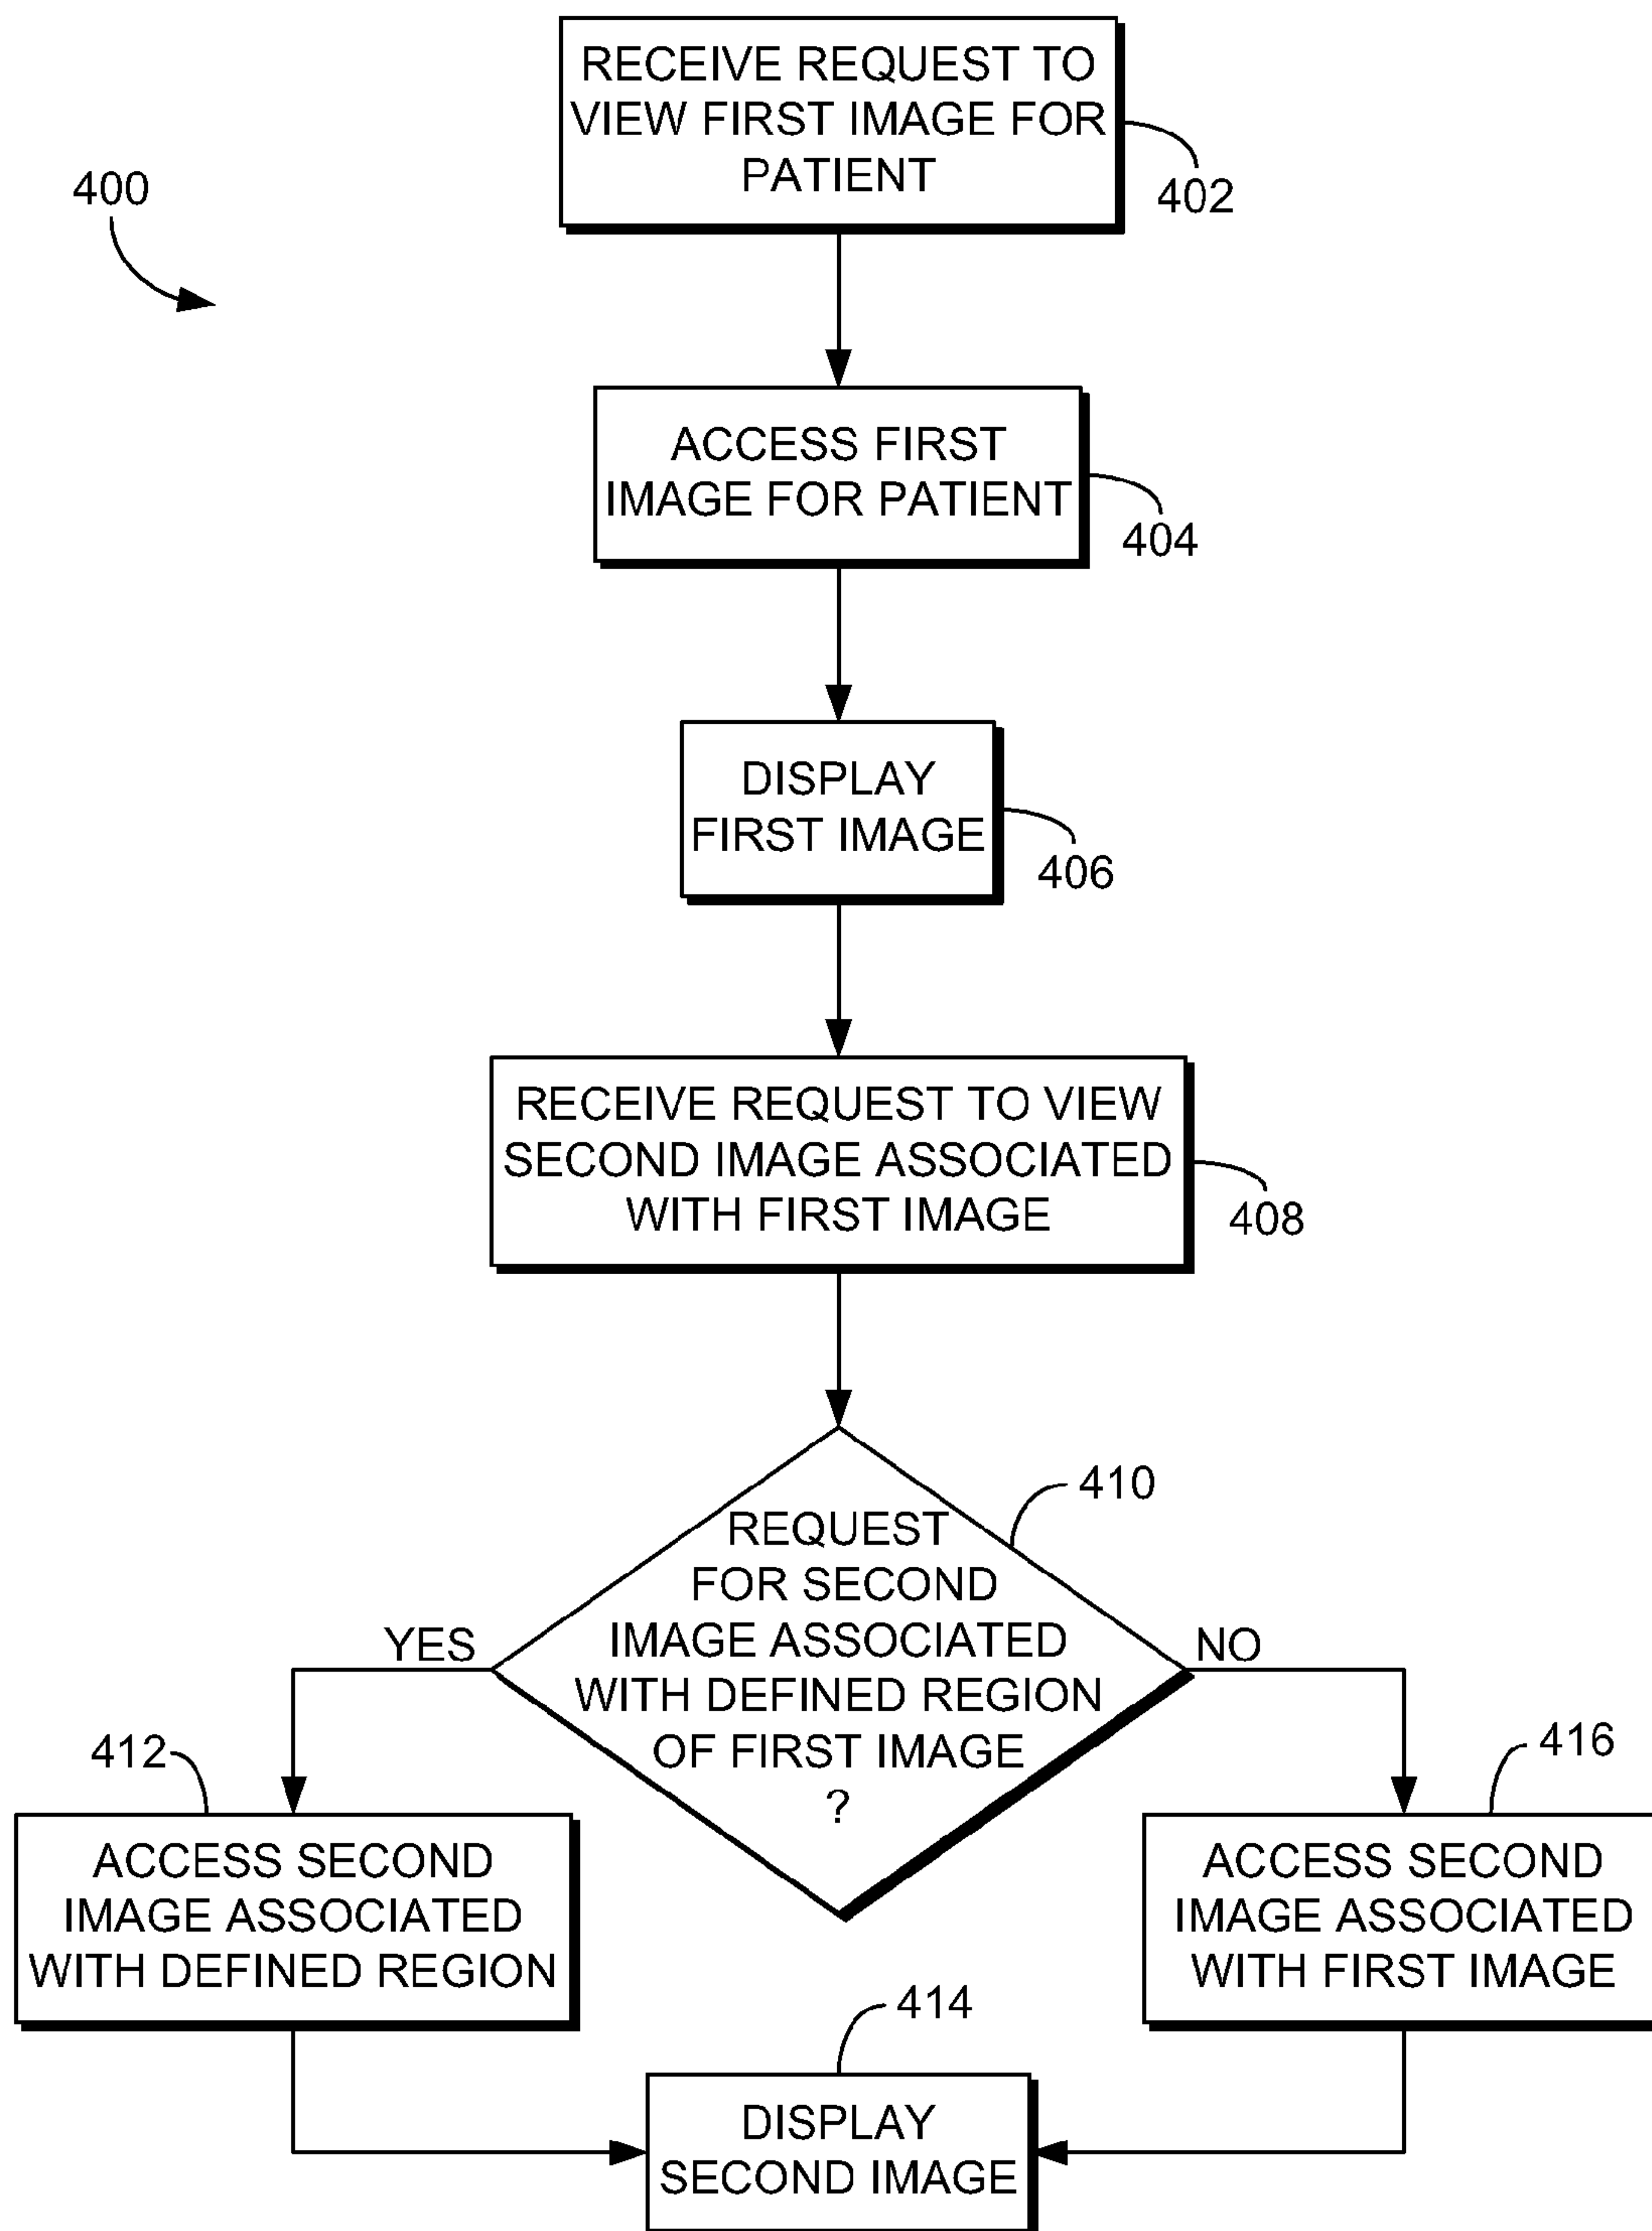 RECEIVE REQUEST TO
VIEW FIRST IMAGE FOR
PATIENT
400
402
ACCESS FIRST
IMAGE FOR PATIENT
404
DISPLAY
FIRST IMAGE
406
RECEIVE REQUEST TO VIEW
SECOND IMAGE ASSOCIATED
WITH FIRST IMAGE
408
410
REQUEST
FOR SECOND
IMAGE ASSOCIATED
WITH DEFINED REGION
OF FIRST IMAGE
?
YES
NO
412
ACCESS SECOND
IMAGE ASSOCIATED
WITH DEFINED REGION
416
ACCESS SECOND
IMAGE ASSOCIATED
WITH FIRST IMAGE
414
DISPLAY
SECOND IMAGE